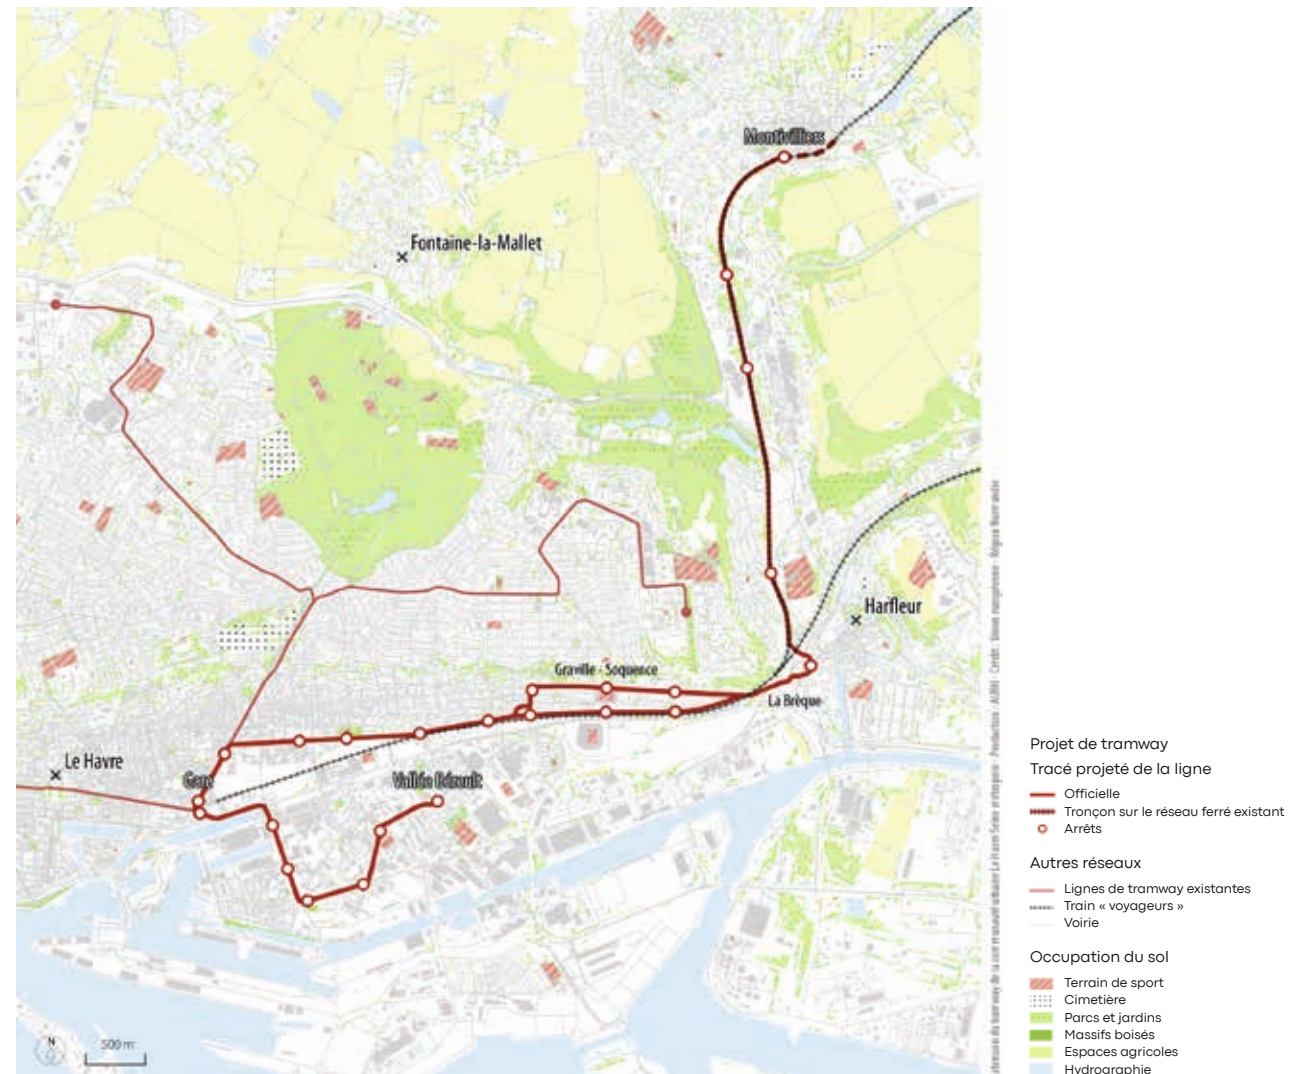 Montivilliers
Fontaine-la-Mallet
Harfleur
Graville - Soquence
La Brèque
Le Havre
Gare
Vallée Béreult
N
500 m
Projet de tramway
Tracé projeté de la ligne
Officielle
Tronçon sur le réseau ferré existant
Arrêts
Autres réseaux
Lignes de tramway existantes
Train « voyageurs »
Voirie
Occupation du sol
Terrain de sport
Cimetière
Parcs et jardins
Massifs boisés
Espaces agricoles
Hydrographie